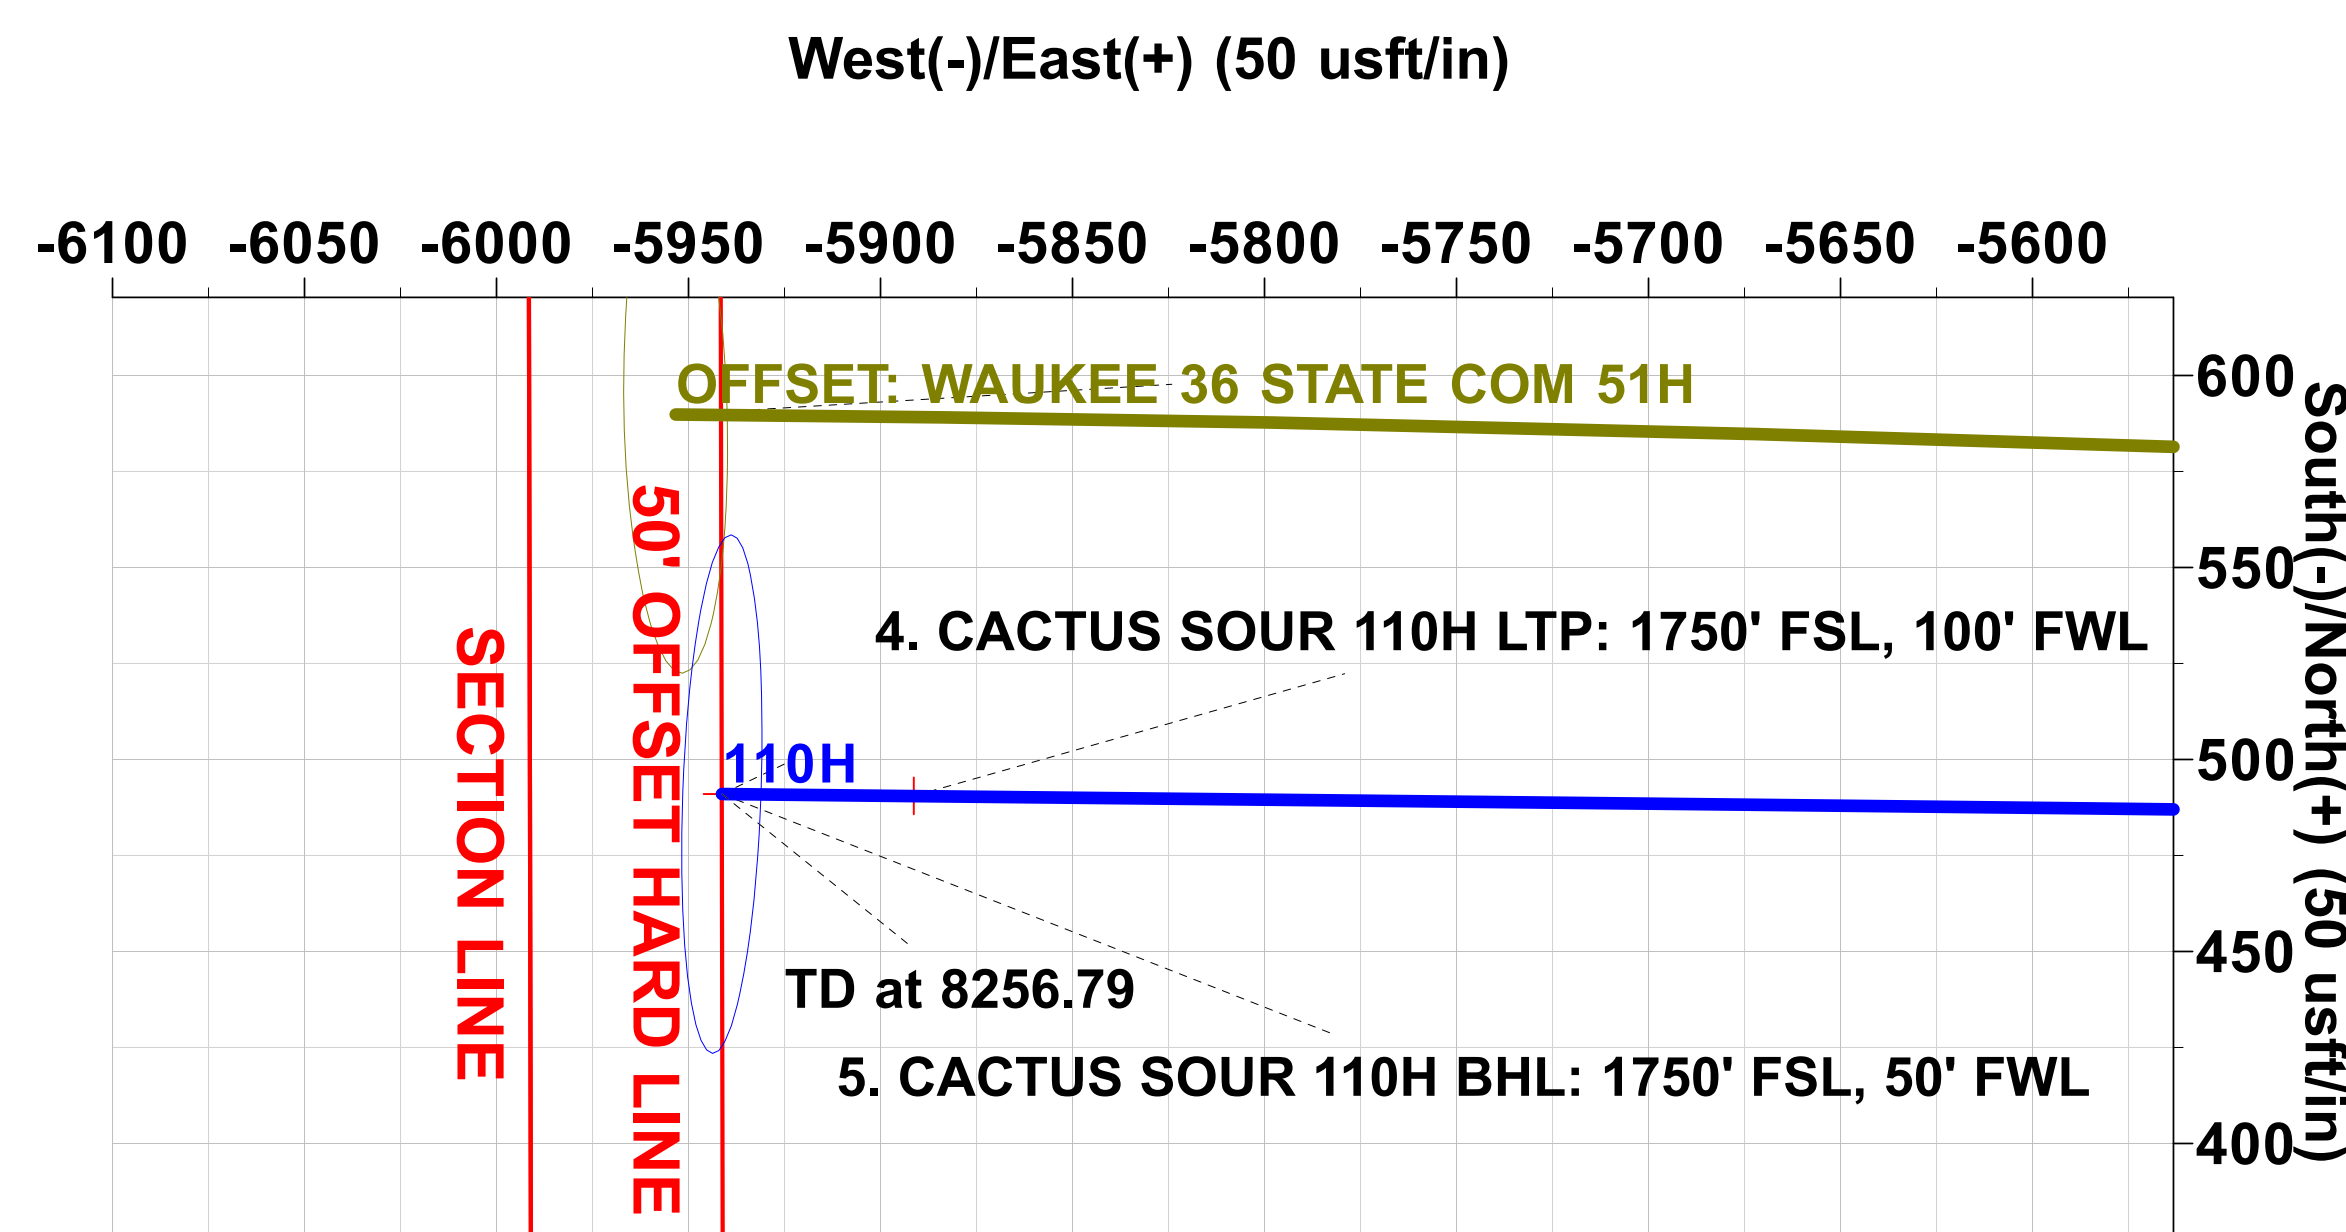 West(-)/East(+) (50 usft/in)
-6100 -6050 -6000 -5950 -5900 -5850 -5800 -5750 -5700 -5650 -5600
OFFSET: WAUKEE 36 STATE COM 51H
600
550
500
450
400
South(-)/North(+) (50 usft/in)
SECTION LINE
50' OFFSET HARD LINE
4. CACTUS SOUR 110H LTP: 1750' FSL, 100' FWL
110H
TD at 8256.79
5. CACTUS SOUR 110H BHL: 1750' FSL, 50' FWL